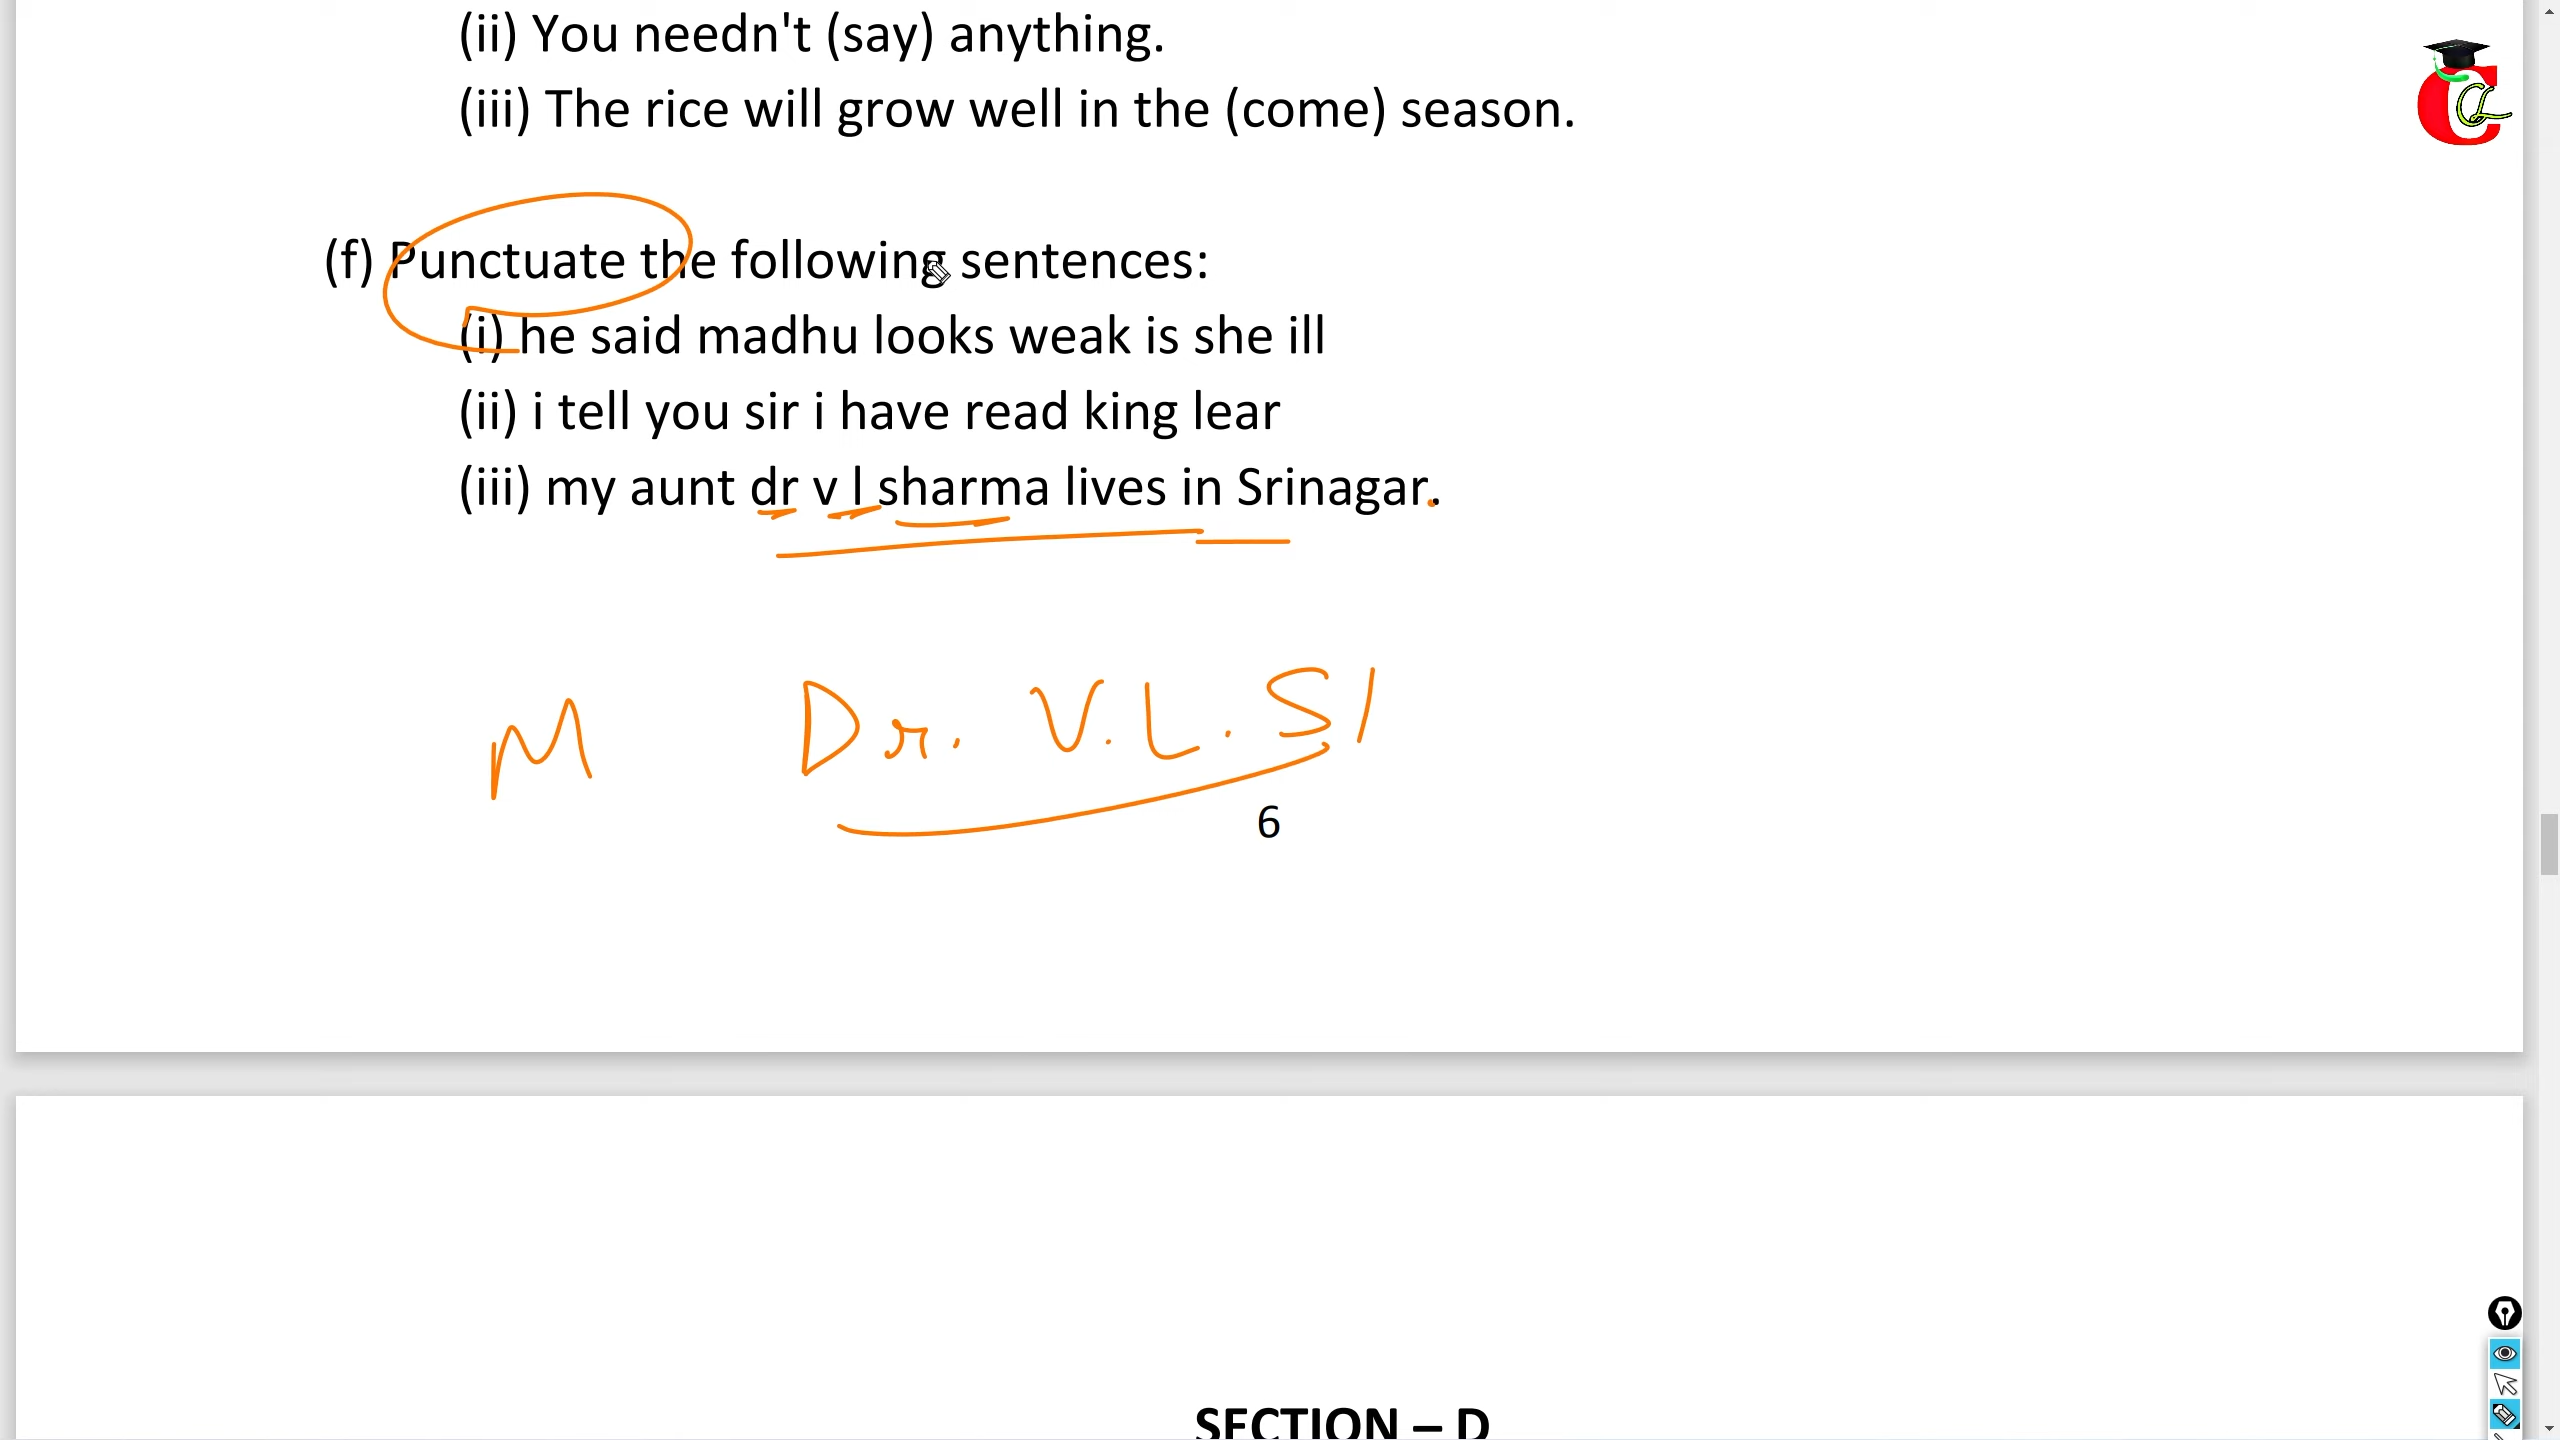 (ii) You needn't (say) anything.
(iii) The rice will grow well in the (come) season.
(f) Punctuate the following sentences:
(i) he said madhu looks weak is she ill
(ii) i tell you sir i have read king lear
(iii) my aunt dr v l sharma lives in Srinagar.
M Dr. V.L.S
6
SECTION – D